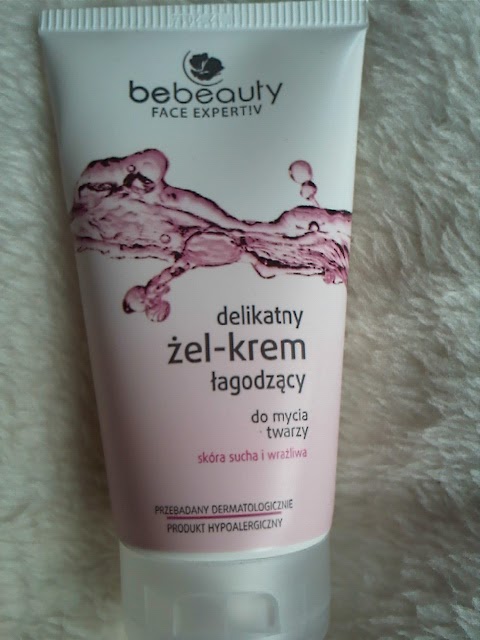 bebeauty
FACE EXPERT!V
delikatny
żel-krem
łagodzący
do mycia
twarzy
skóra sucha i wrażliwa
PRZEBADANY DERMATOLOGICZNIE
PRODUKT HYPOALERGICZNY